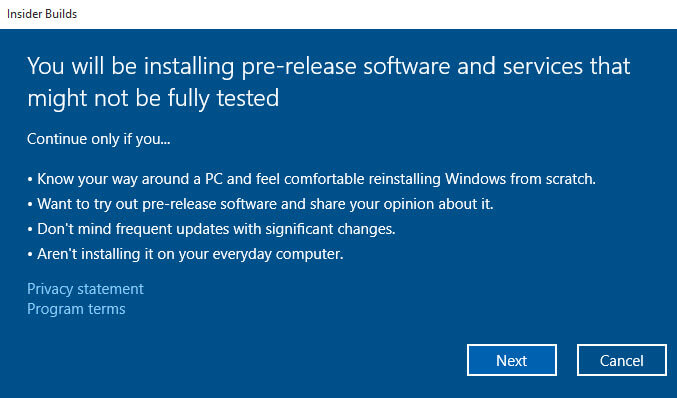 Insider Builds
You will be installing pre-release software and services that
might not be fully tested
Continue only if you...
• Know your way around a PC and feel comfortable reinstalling Windows from scratch.
• Want to try out pre-release software and share your opinion about it.
• Don't mind frequent updates with significant changes.
• Aren't installing it on your everyday computer.
Privacy statement
Program terms
Next
Cancel